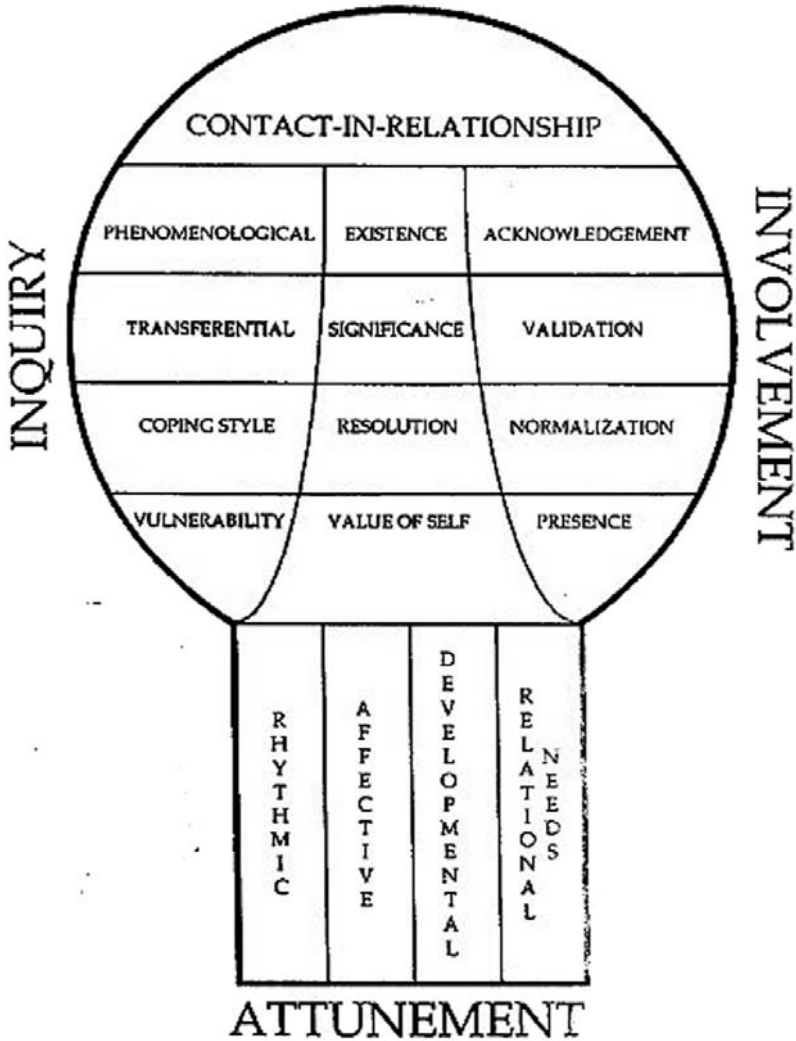 CONTACT-IN-RELATIONSHIP
INQUIRY
INVOLVEMENT
PHENOMENOLOGICAL EXISTENCE ACKNOWLEDGEMENT
TRANSFERENTIAL SIGNIFICANCE VALIDATION
COPING STYLE RESOLUTION NORMALIZATION
VULNERABILITY VALUE OF SELF PRESENCE
RHYTHMIC
AFFECTIVE
DEVELOPMENTAL
RELATIONAL
NEEDS
ATTUNEMENT